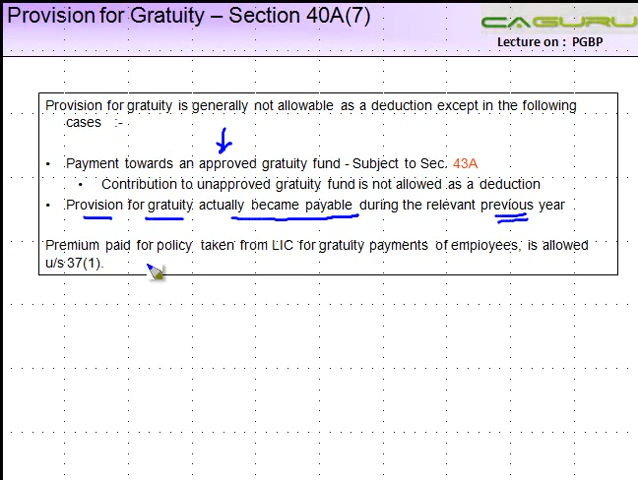 Provision for Gratuity – Section 40A(7)
CAGURU
Lecture on : PGBP
Provision for gratuity is generally not allowable as a deduction except in the following
cases :-
• Payment towards an approved gratuity fund - Subject to Sec. 43A
• Contribution to unapproved gratuity fund is not allowed as a deduction
• Provision for gratuity actually became payable during the relevant previous year
Premium paid for policy taken from LIC for gratuity payments of employees, is allowed
u/s 37(1).